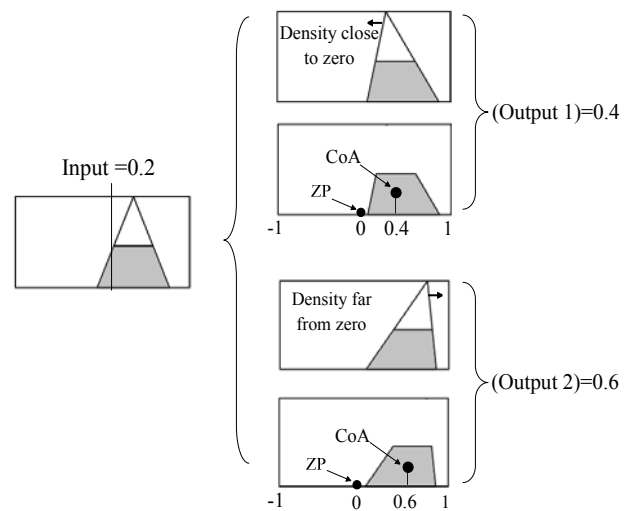 Input =0.2
Density close
to zero
CoA
ZP
-1
0
0.4
1
(Output 1)=0.4
Density far
from zero
CoA
ZP
-1
0
0.6
1
(Output 2)=0.6